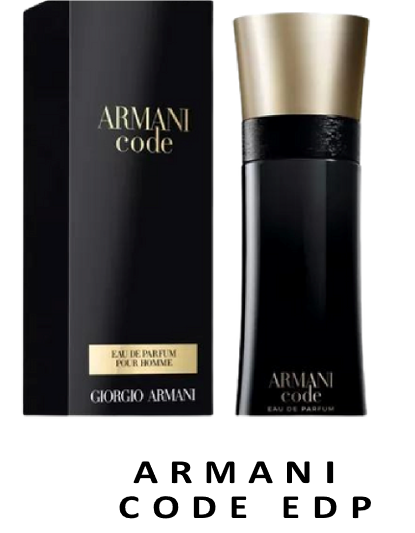 ARMANI
code
EAU DE PARFUM
POUR HOMME
GIORGIO ARMANI
ARMANI
code
EAU DE PARFUM
ARMANI
CODE EDP